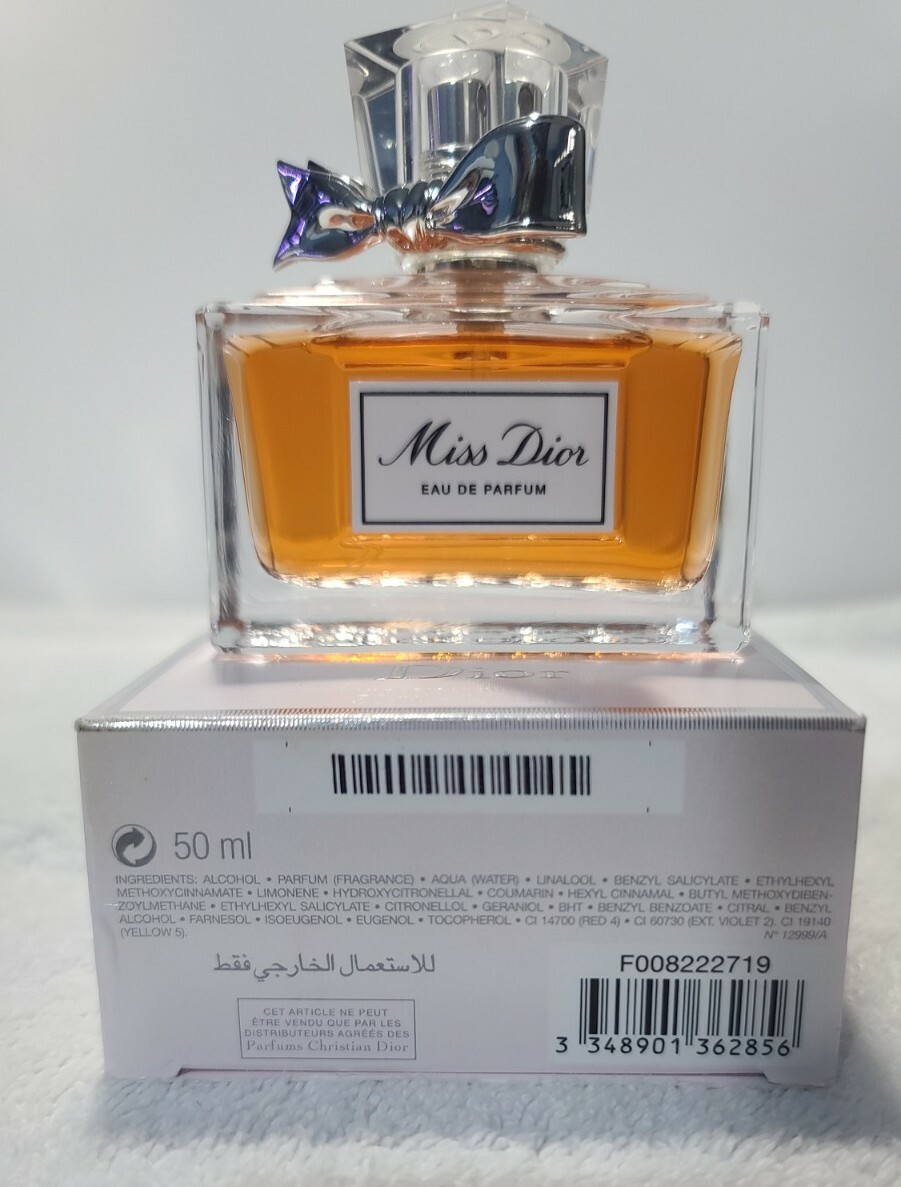 Miss Dior
EAU DE PARFUM
Dior
50 ml
INGREDIENTS: ALCOHOL • PARFUM (FRAGRANCE) • AQUA (WATER) • LINALOOL • BENZYL SALICYLATE • ETHYLHEXYL
METHOXYCINNAMATE • LIMONENE • HYDROXYCITRONELLAL • COUMARIN • HEXYL CINNAMAL • BUTYL METHOXYDIBEN-
ZOYLMETHANE • ETHYLHEXYL SALICYLATE • CITRONELLOL • GERANIOL • BHT • BENZYL BENZOATE • CITRAL • BENZYL
ALCOHOL • FARNESOL • ISOEUGENOL • EUGENOL • TOCOPHEROL • CI 14700 (RED 4) • CI 60730 (EXT. VIOLET 2). CI 19140
(YELLOW 5).
N° 12999/A
للاستعمال الخارجي فقط
CET ARTICLE NE PEUT
ÊTRE VENDU QUE PAR LES
DISTRIBUTEURS AGRÉÉS DES
Parfums Christian Dior
F008222719
3 348901 362856